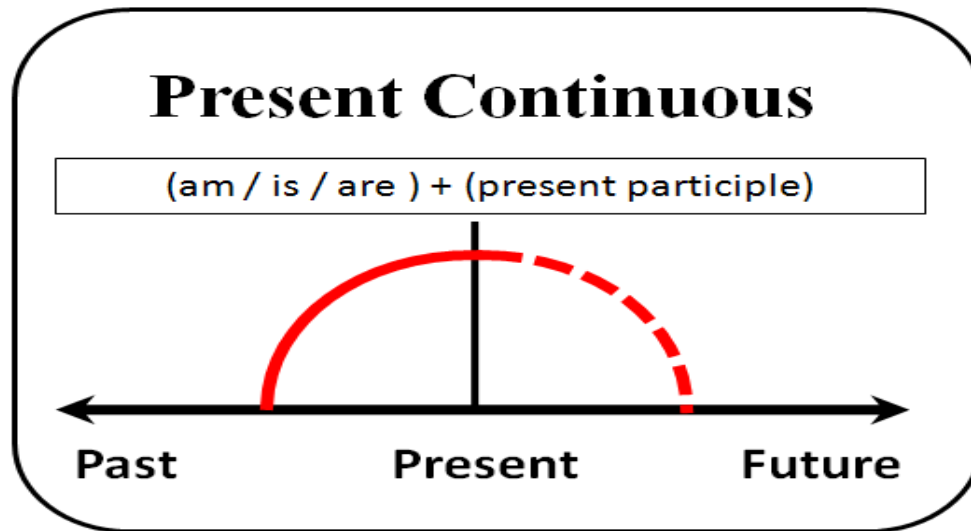 Present Continuous
(am / is / are ) + (present participle)
Past Present Future